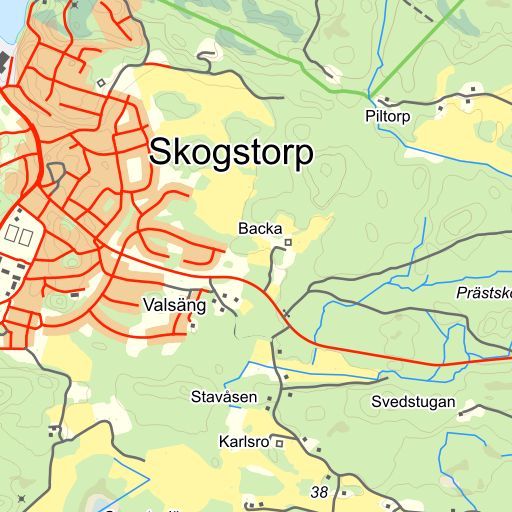 Piltorp
Skogstorp
Backa
Prästsk
Valsäng
Stavåsen
Svedstugan
Karlsro
38